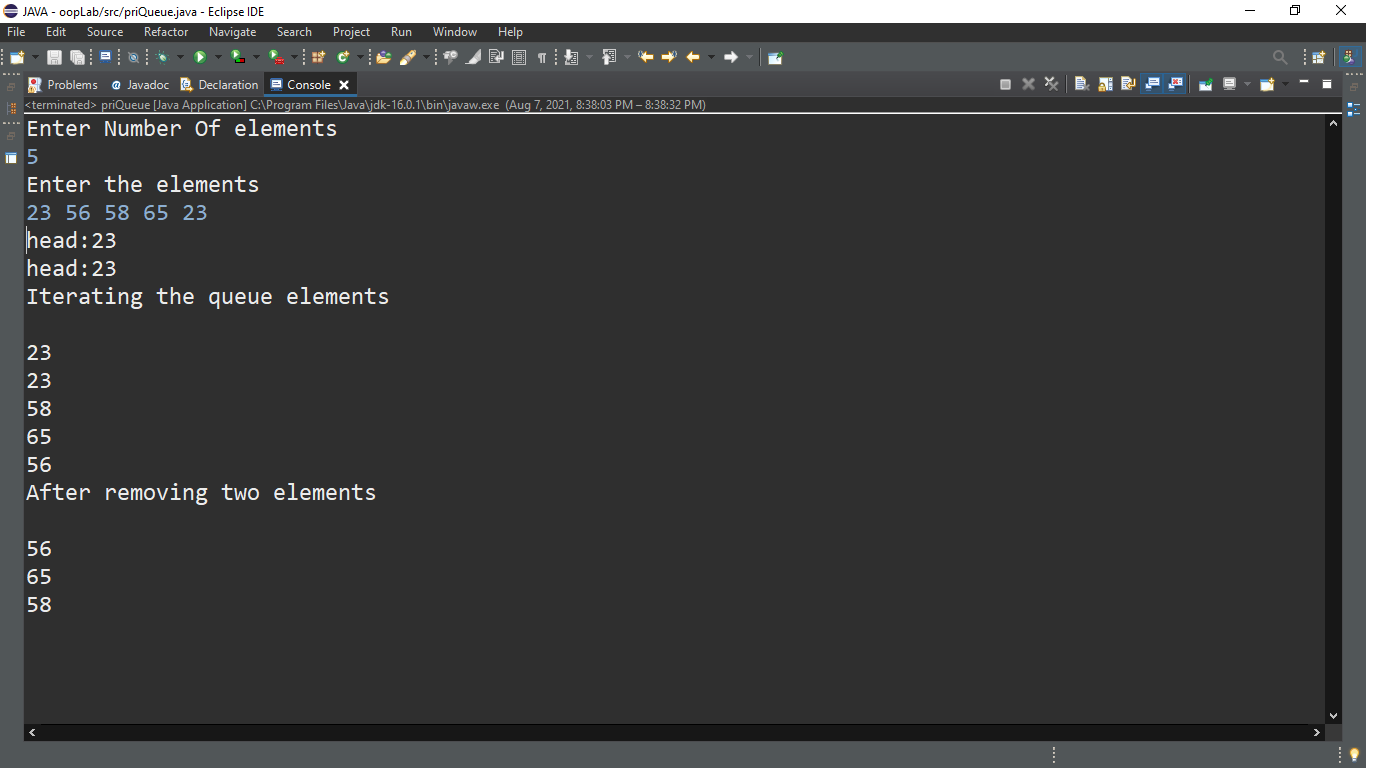 JAVA - oopLab/src/priQueue.java - Eclipse IDE
File Edit Source Refactor Navigate Search Project Run Window Help
Problems @ Javadoc Declaration Console
<terminated> priQueue [Java Application] C:\Program Files\Java\jdk-16.0.1\bin\javaw.exe (Aug 7, 2021, 8:38:03 PM – 8:38:32 PM)
Enter Number Of elements
5
Enter the elements
23 56 58 65 23
head:23
head:23
Iterating the queue elements
23
23
58
65
56
After removing two elements
56
65
58